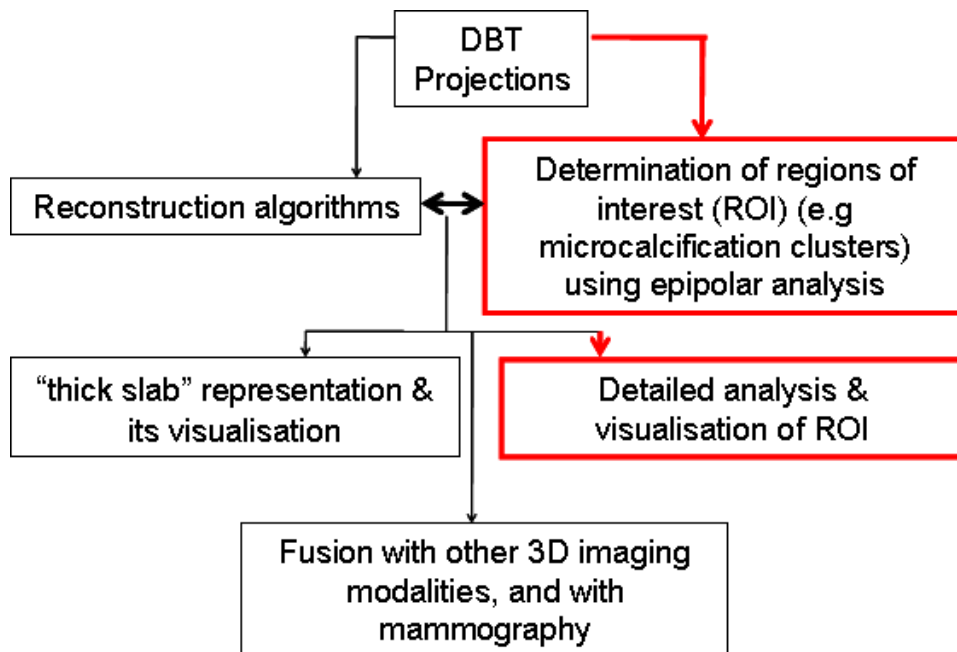 DBT
Projections
Reconstruction algorithms
Determination of regions of
interest (ROI) (e.g
microcalcification clusters)
using epipolar analysis
“thick slab” representation &
its visualisation
Detailed analysis &
visualisation of ROI
Fusion with other 3D imaging
modalities, and with
mammography